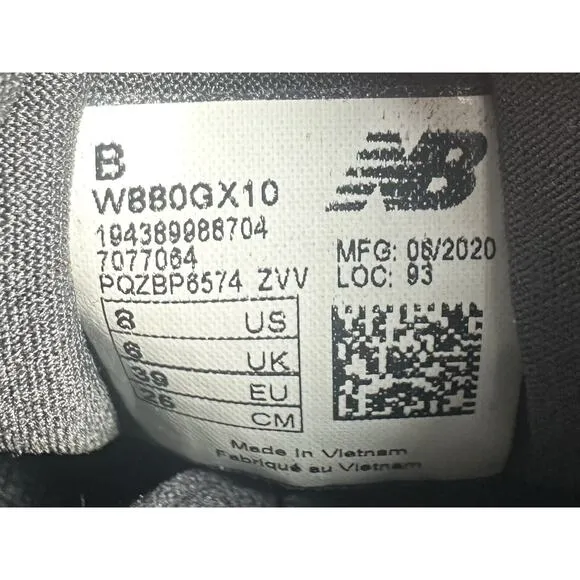 B
W880GX10
194389988704
7077064
PQZBP6574 ZVV
NB
MFG: 06/2020
LOC: 93
8 US
6 UK
39 EU
25 CM
Made in Vietnam
Fabriqué au Vietnam